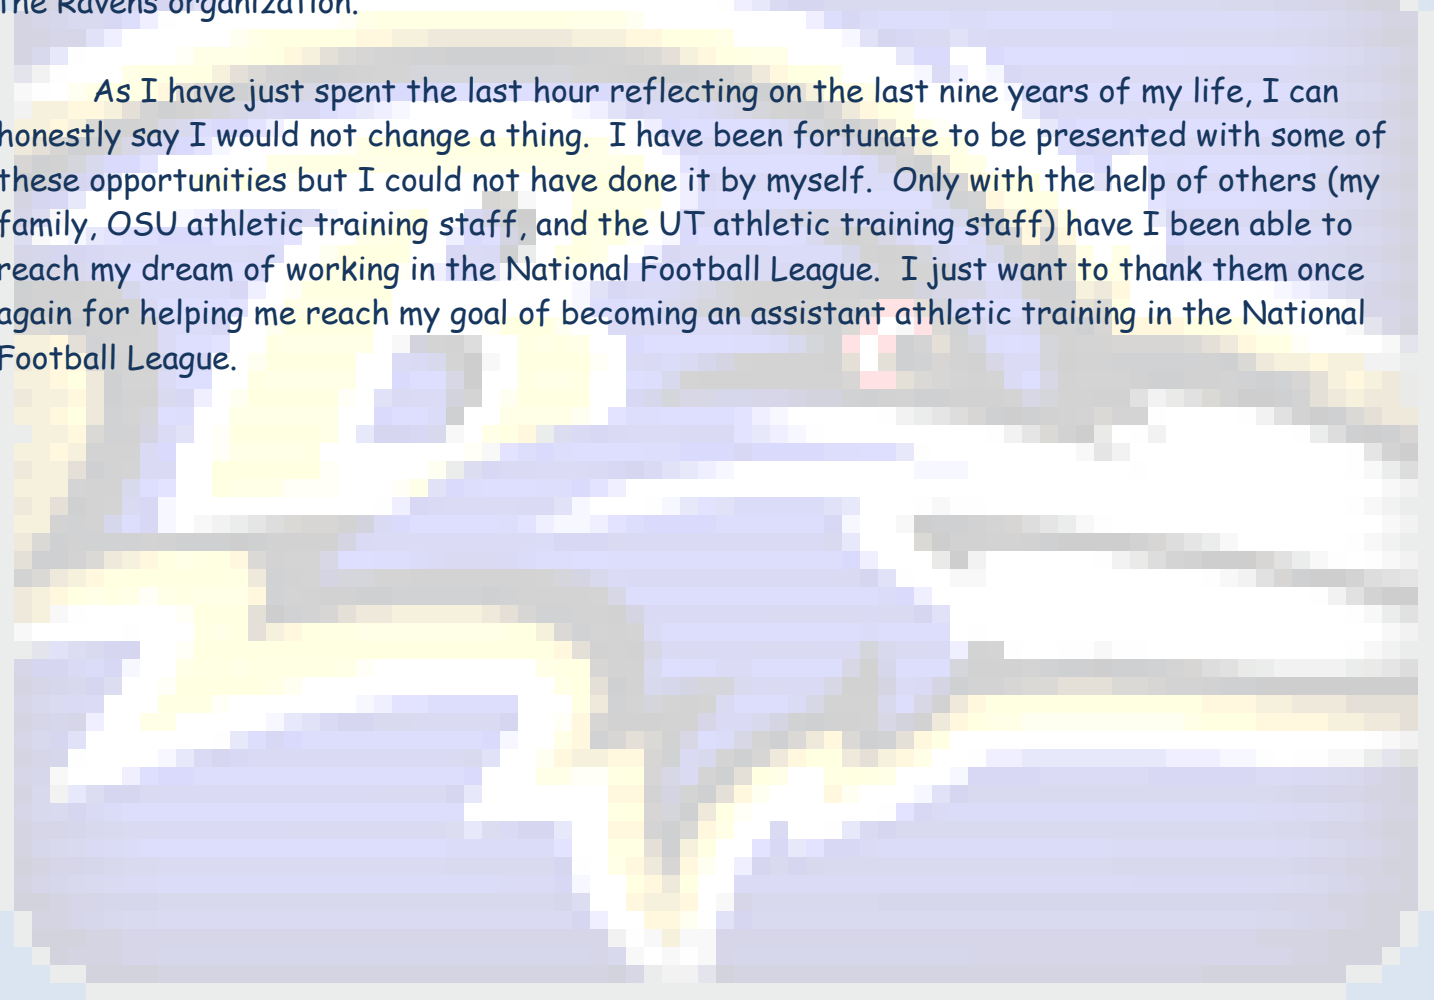 the Ravens organization.
As I have just spent the last hour reflecting on the last nine years of my life, I can
honestly say I would not change a thing.  I have been fortunate to be presented with some of
these opportunities but I could not have done it by myself.  Only with the help of others (my
family, OSU athletic training staff, and the UT athletic training staff) have I been able to
reach my dream of working in the National Football League.  I just want to thank them once
again for helping me reach my goal of becoming an assistant athletic training in the National
Football League.